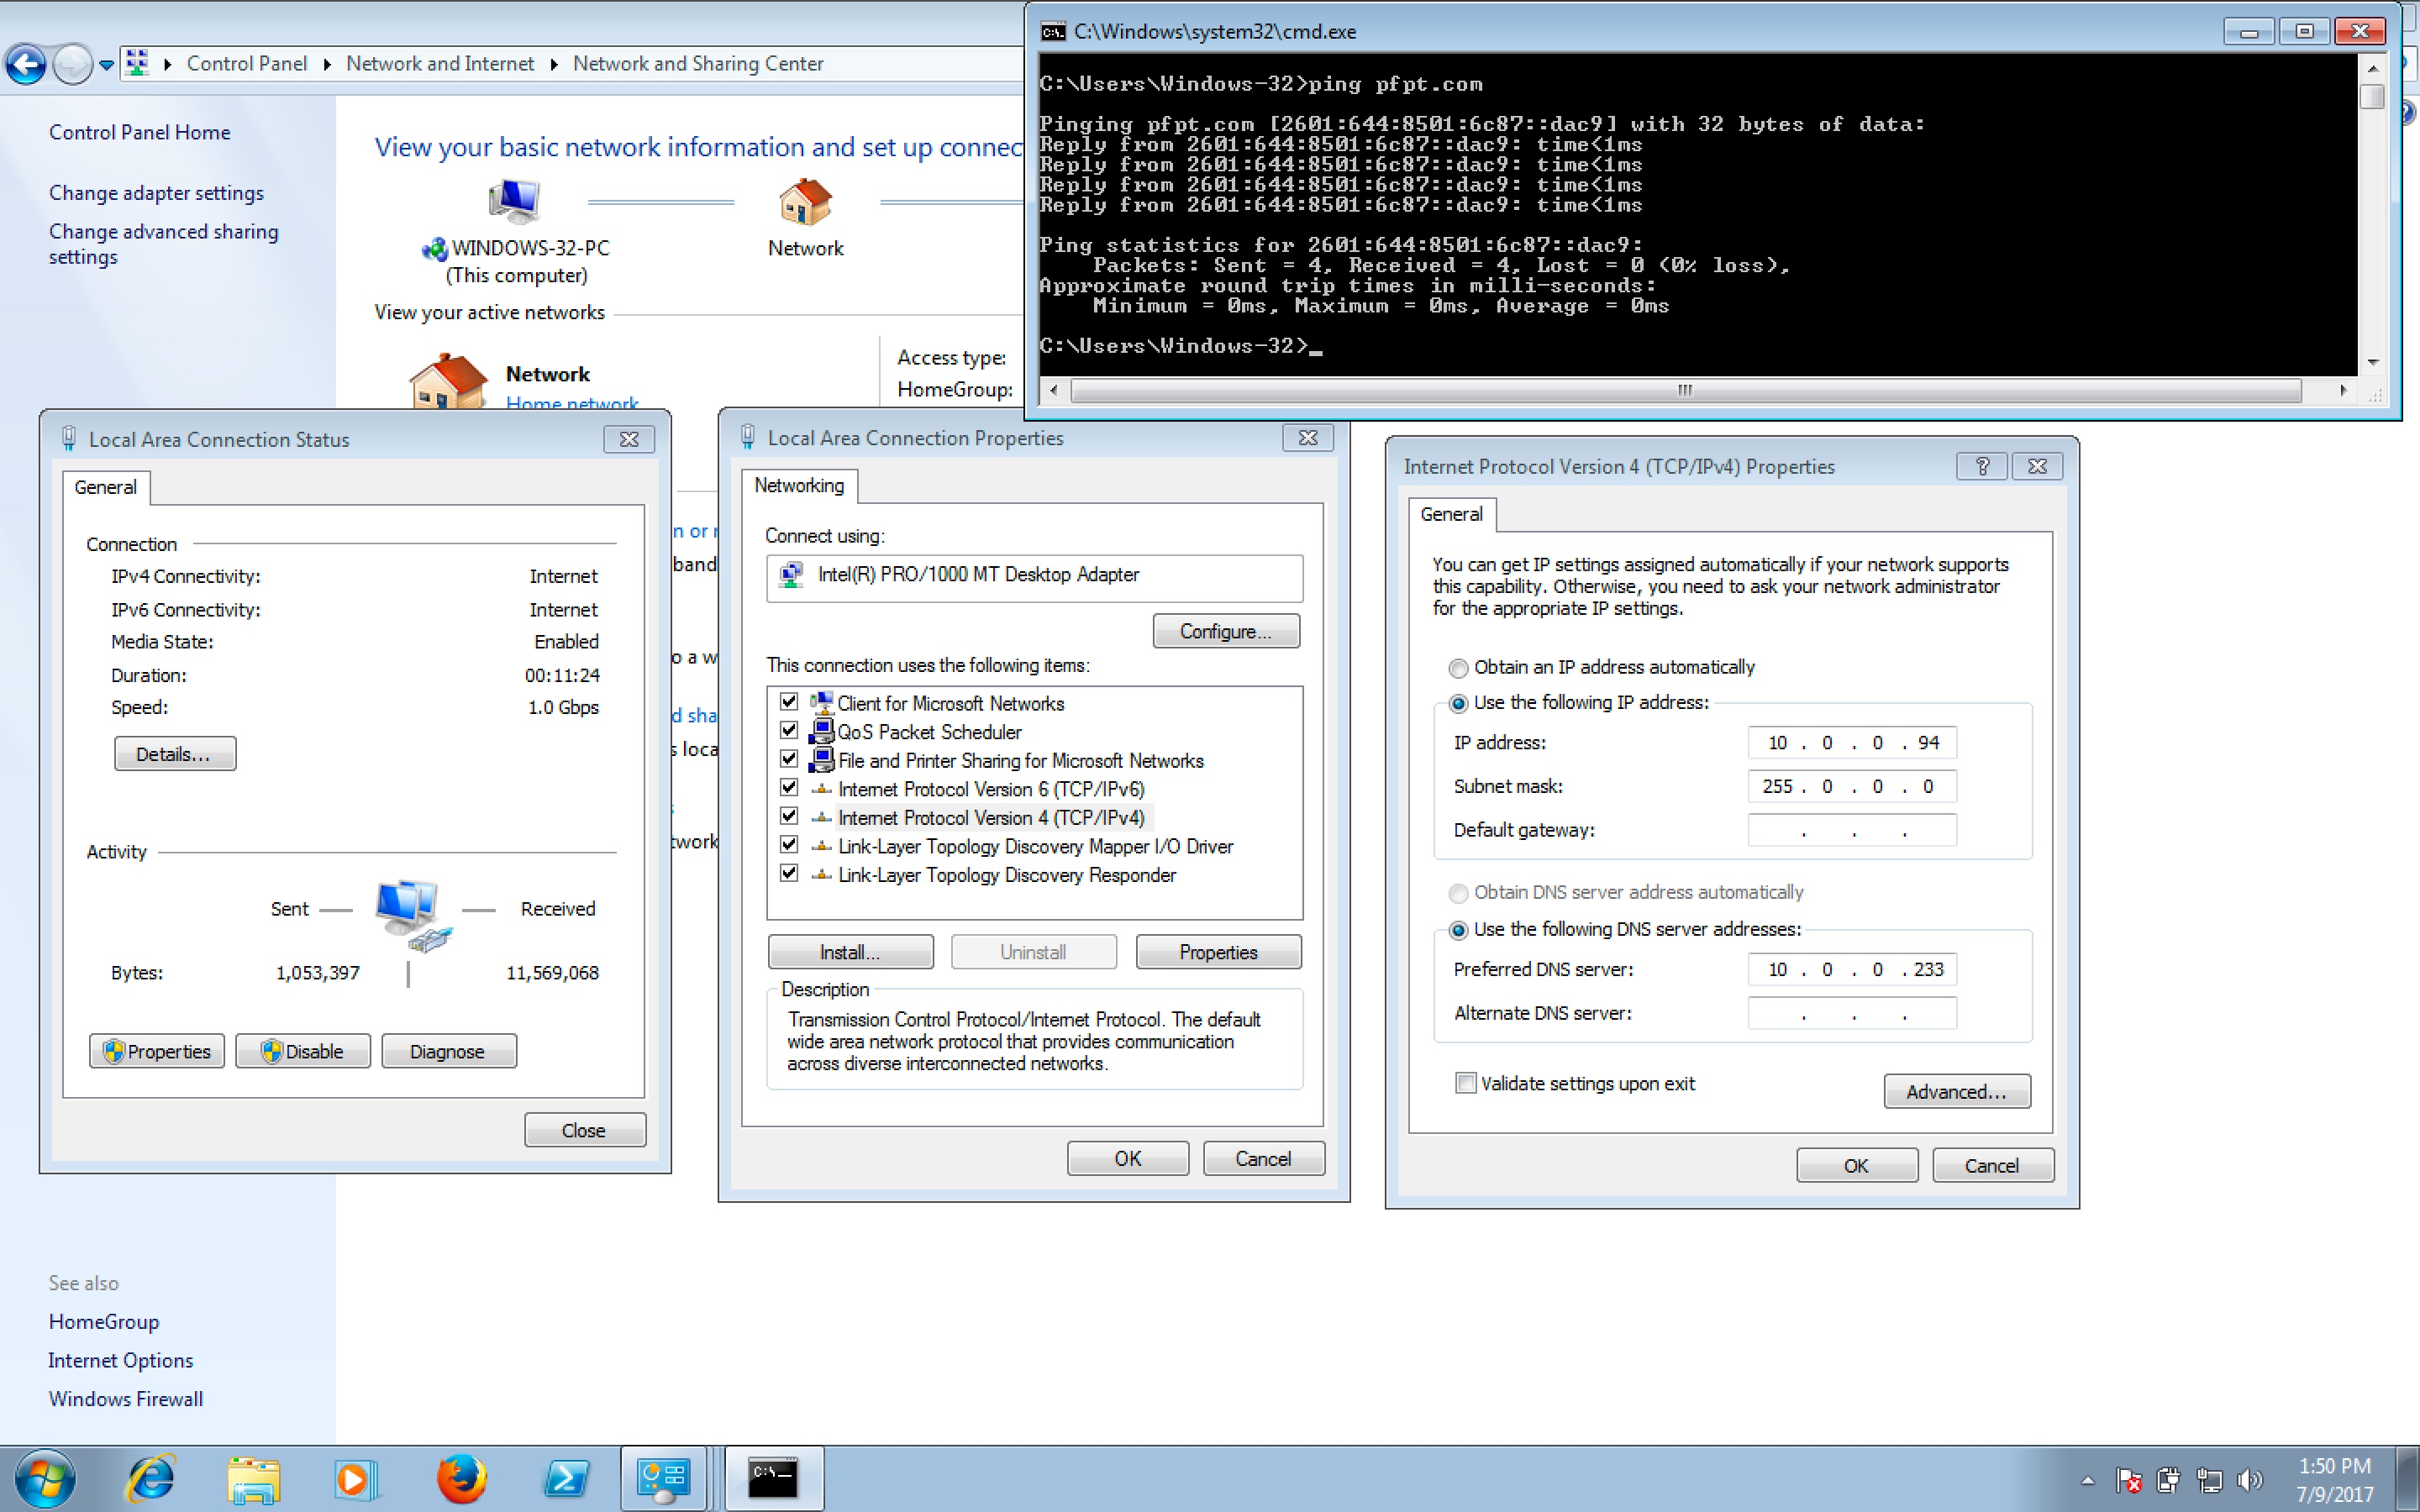 Control Panel
Network and Internet
Network and Sharing Center
Control Panel Home
Change adapter settings
Change advanced sharing
settings
View your basic network information and set up connec
WINDOWS-32-PC
(This computer)
Network
View your active networks
Network
Home network
Access type:
HomeGroup:
See also
HomeGroup
Internet Options
Windows Firewall
C:\Windows\system32\cmd.exe
C:\Users\Windows-32>ping pfpt.com
Pinging pfpt.com [2601:644:8501:6c87::dac9] with 32 bytes of data:
Reply from 2601:644:8501:6c87::dac9: time<1ms
Reply from 2601:644:8501:6c87::dac9: time<1ms
Reply from 2601:644:8501:6c87::dac9: time<1ms
Reply from 2601:644:8501:6c87::dac9: time<1ms
Ping statistics for 2601:644:8501:6c87::dac9:
Packets: Sent = 4, Received = 4, Lost = 0 (0% loss),
Approximate round trip times in milli-seconds:
Minimum = 0ms, Maximum = 0ms, Average = 0ms
C:\Users\Windows-32>_
Local Area Connection Status
General
Connection
IPv4 Connectivity: Internet
IPv6 Connectivity: Internet
Media State: Enabled
Duration: 00:11:24
Speed: 1.0 Gbps
Details...
Activity
Sent
Received
Bytes: 1,053,397 11,569,068
Properties
Disable
Diagnose
Close
n or
band
o a w
d sha
s loca
twork
Local Area Connection Properties
Networking
Connect using:
Intel(R) PRO/1000 MT Desktop Adapter
Configure...
This connection uses the following items:
Client for Microsoft Networks
QoS Packet Scheduler
File and Printer Sharing for Microsoft Networks
Internet Protocol Version 6 (TCP/IPv6)
Internet Protocol Version 4 (TCP/IPv4)
Link-Layer Topology Discovery Mapper I/O Driver
Link-Layer Topology Discovery Responder
Install...
Uninstall
Properties
Description
Transmission Control Protocol/Internet Protocol. The default
wide area network protocol that provides communication
across diverse interconnected networks.
OK
Cancel
Internet Protocol Version 4 (TCP/IPv4) Properties
General
You can get IP settings assigned automatically if your network supports
this capability. Otherwise, you need to ask your network administrator
for the appropriate IP settings.
Obtain an IP address automatically
Use the following IP address:
IP address: 10 . 0 . 0 . 94
Subnet mask: 255 . 0 . 0 . 0
Default gateway: . . .
Obtain DNS server address automatically
Use the following DNS server addresses:
Preferred DNS server: 10 . 0 . 0 . 233
Alternate DNS server: . . .
Validate settings upon exit
Advanced...
OK
Cancel
1:50 PM
7/9/2017